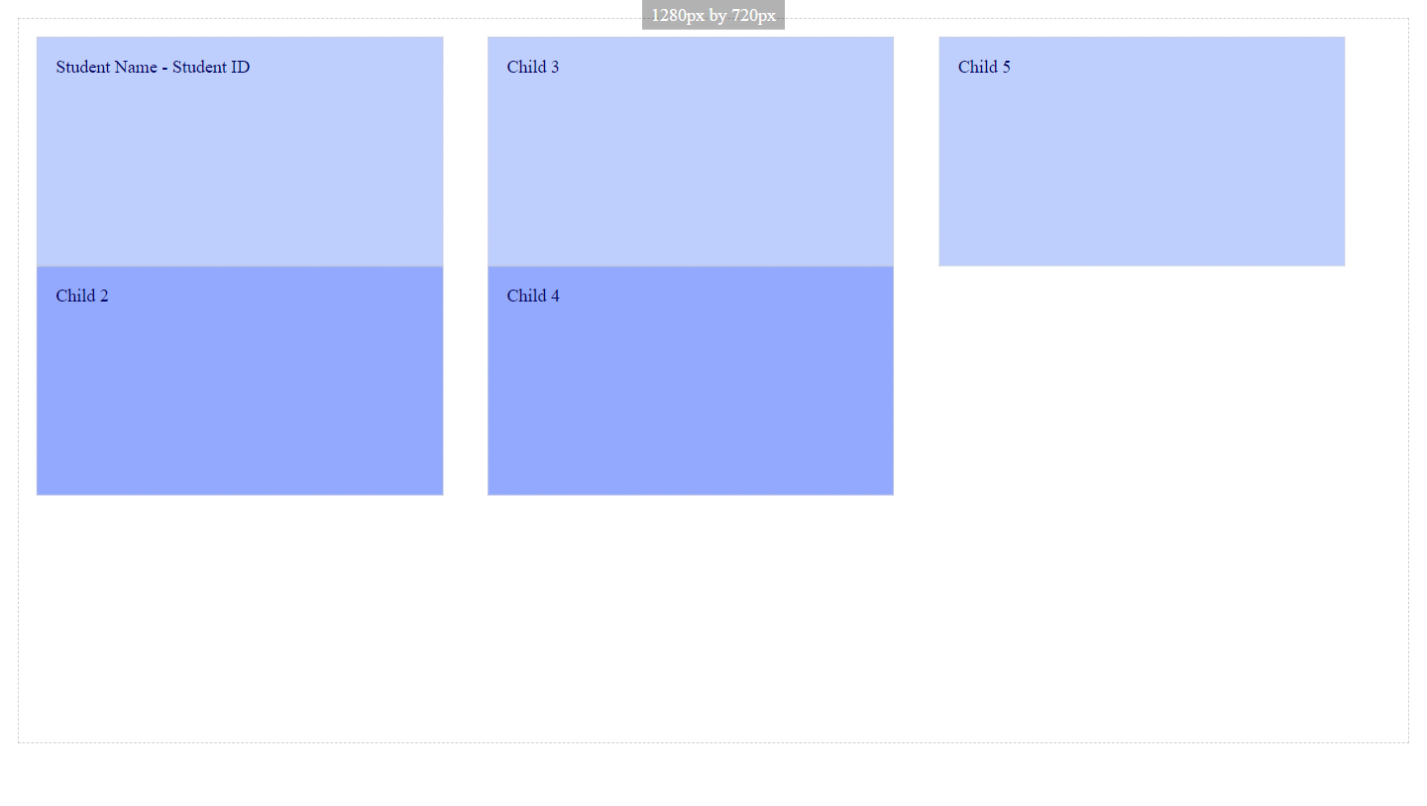 1280px by 720px
Student Name - Student ID
Child 2
Child 3
Child 4
Child 5